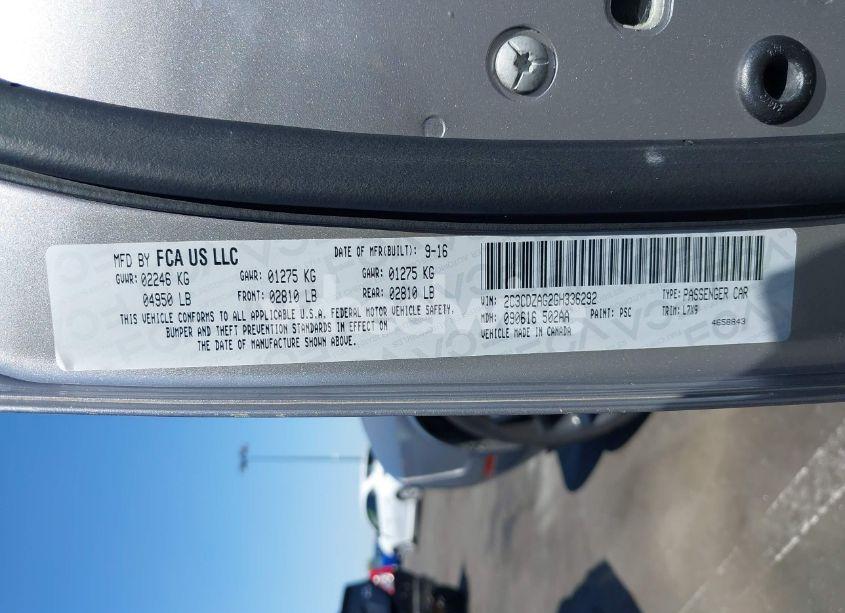 MFD BY FCA US LLC
DATE OF MFR(BUILT): 9-16
GVWR: 02246 KG GAWR: 01275 KG GAWR: 01275 KG
04950 LB FRONT: 02810 LB REAR: 02810 LB
THIS VEHICLE CONFORMS TO ALL APPLICABLE U.S.A. FEDERAL MOTOR VEHICLE SAFETY,
BUMPER AND THEFT PREVENTION STANDARDS IN EFFECT ON
THE DATE OF MANUFACTURE SHOWN ABOVE.
VIN: 2C3CDZAG2GH336292 TYPE: PASSENGER CAR
MDH: 090616 502AA PAINT: PSC TRIM: L7X9
VEHICLE MADE IN CANADA 4658843